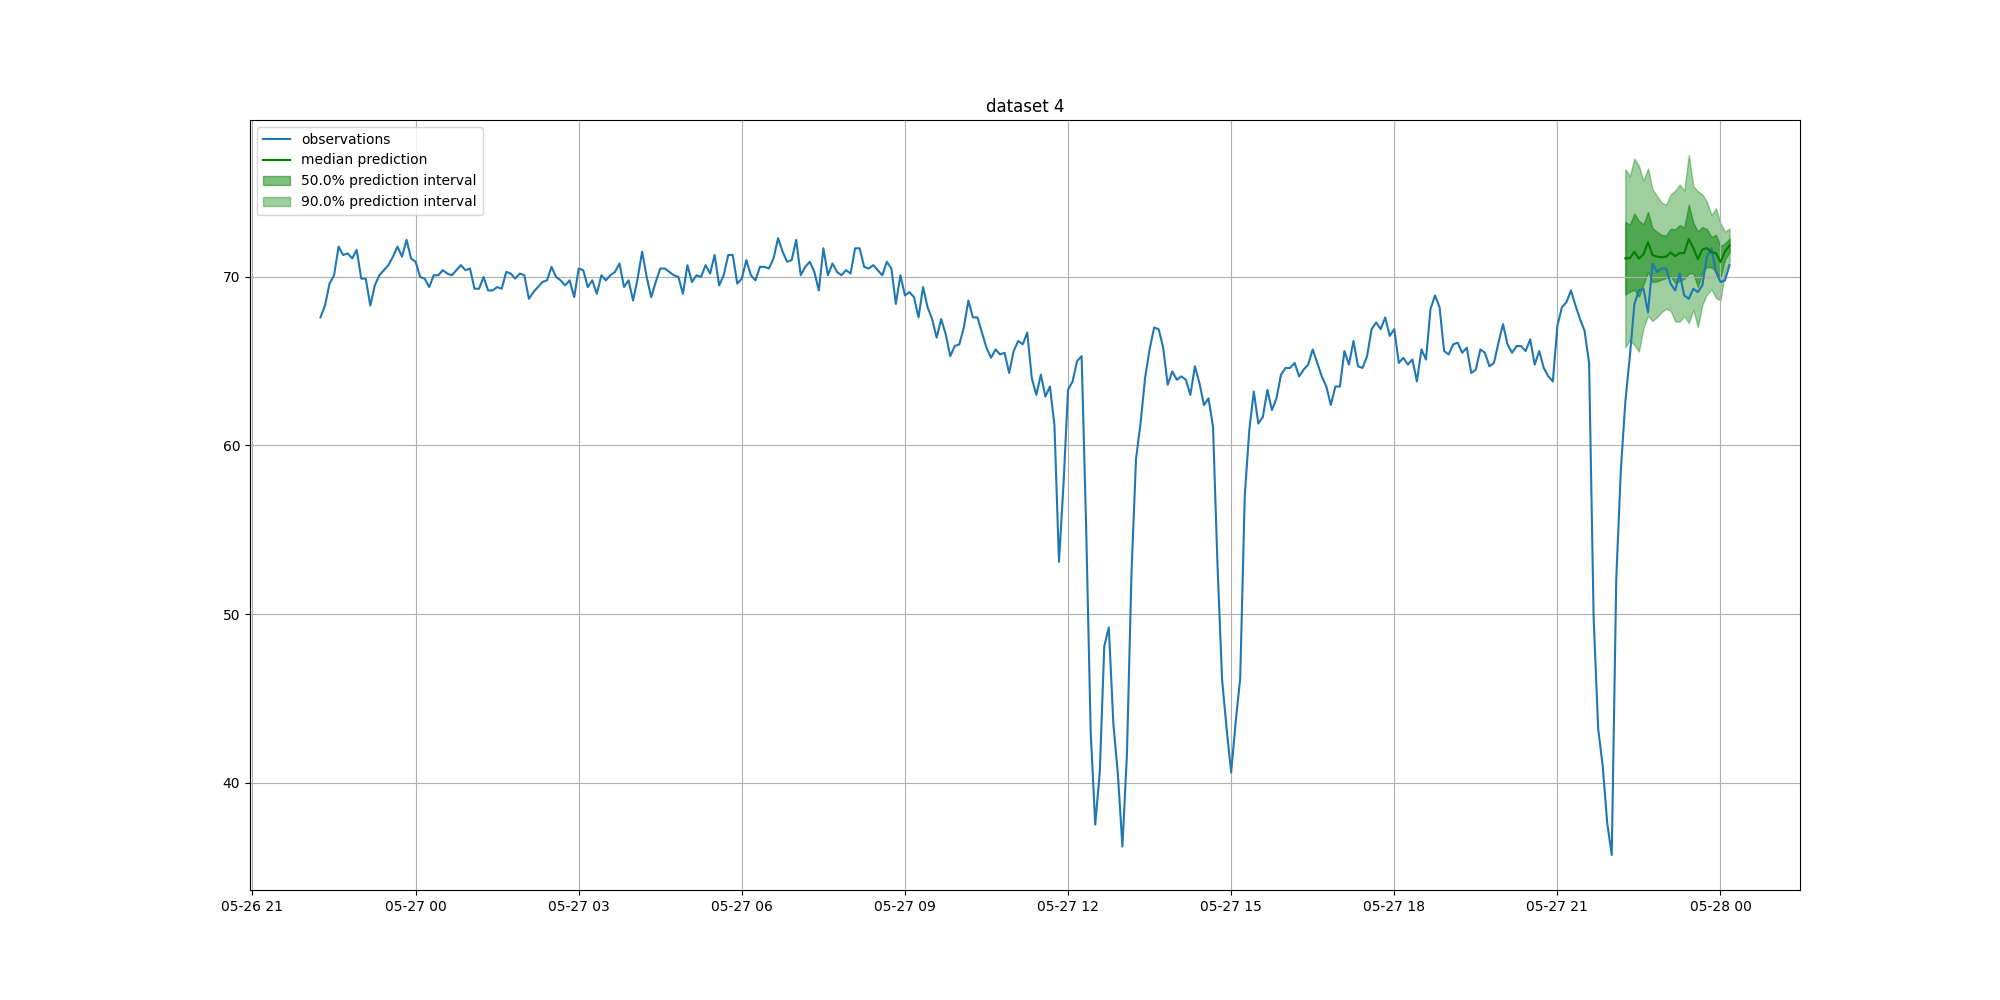 dataset 4
observations
median prediction
50.0% prediction interval
90.0% prediction interval
70
60
50
40
05-26 21
05-27 00
05-27 03
05-27 06
05-27 09
05-27 12
05-27 15
05-27 18
05-27 21
05-28 00